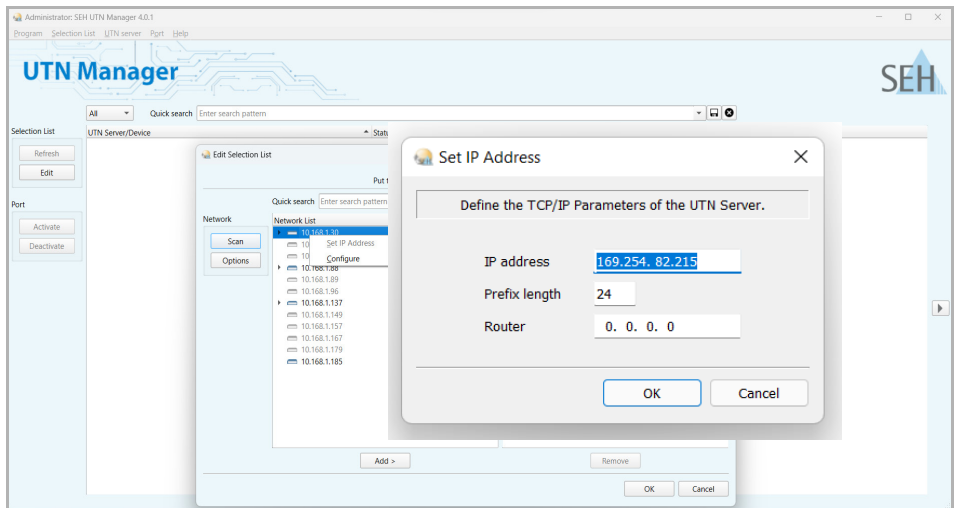 Administrator: SEH UTN Manager 4.0.1
Program Selection List UTN server Port Help
UTN Manager
SEH
All
Quick search
Enter search pattern
Selection List
UTN Server/Device
Statu
Refresh
Edit
Port
Activate
Deactivate
Edit Selection List
Put t
Quick search
Enter search pattern
Network
Network List
Scan
Options
10.168.1.30
10
10
10.168.1.88
10.168.1.89
10.168.1.96
10.168.1.137
10.168.1.149
10.168.1.157
10.168.1.167
10.168.1.179
10.168.1.185
Set IP Address
Configure
Add >
Remove
OK
Cancel
Set IP Address
Define the TCP/IP Parameters of the UTN Server.
IP address
169.254. 82.215
Prefix length
24
Router
0. 0. 0. 0
OK
Cancel